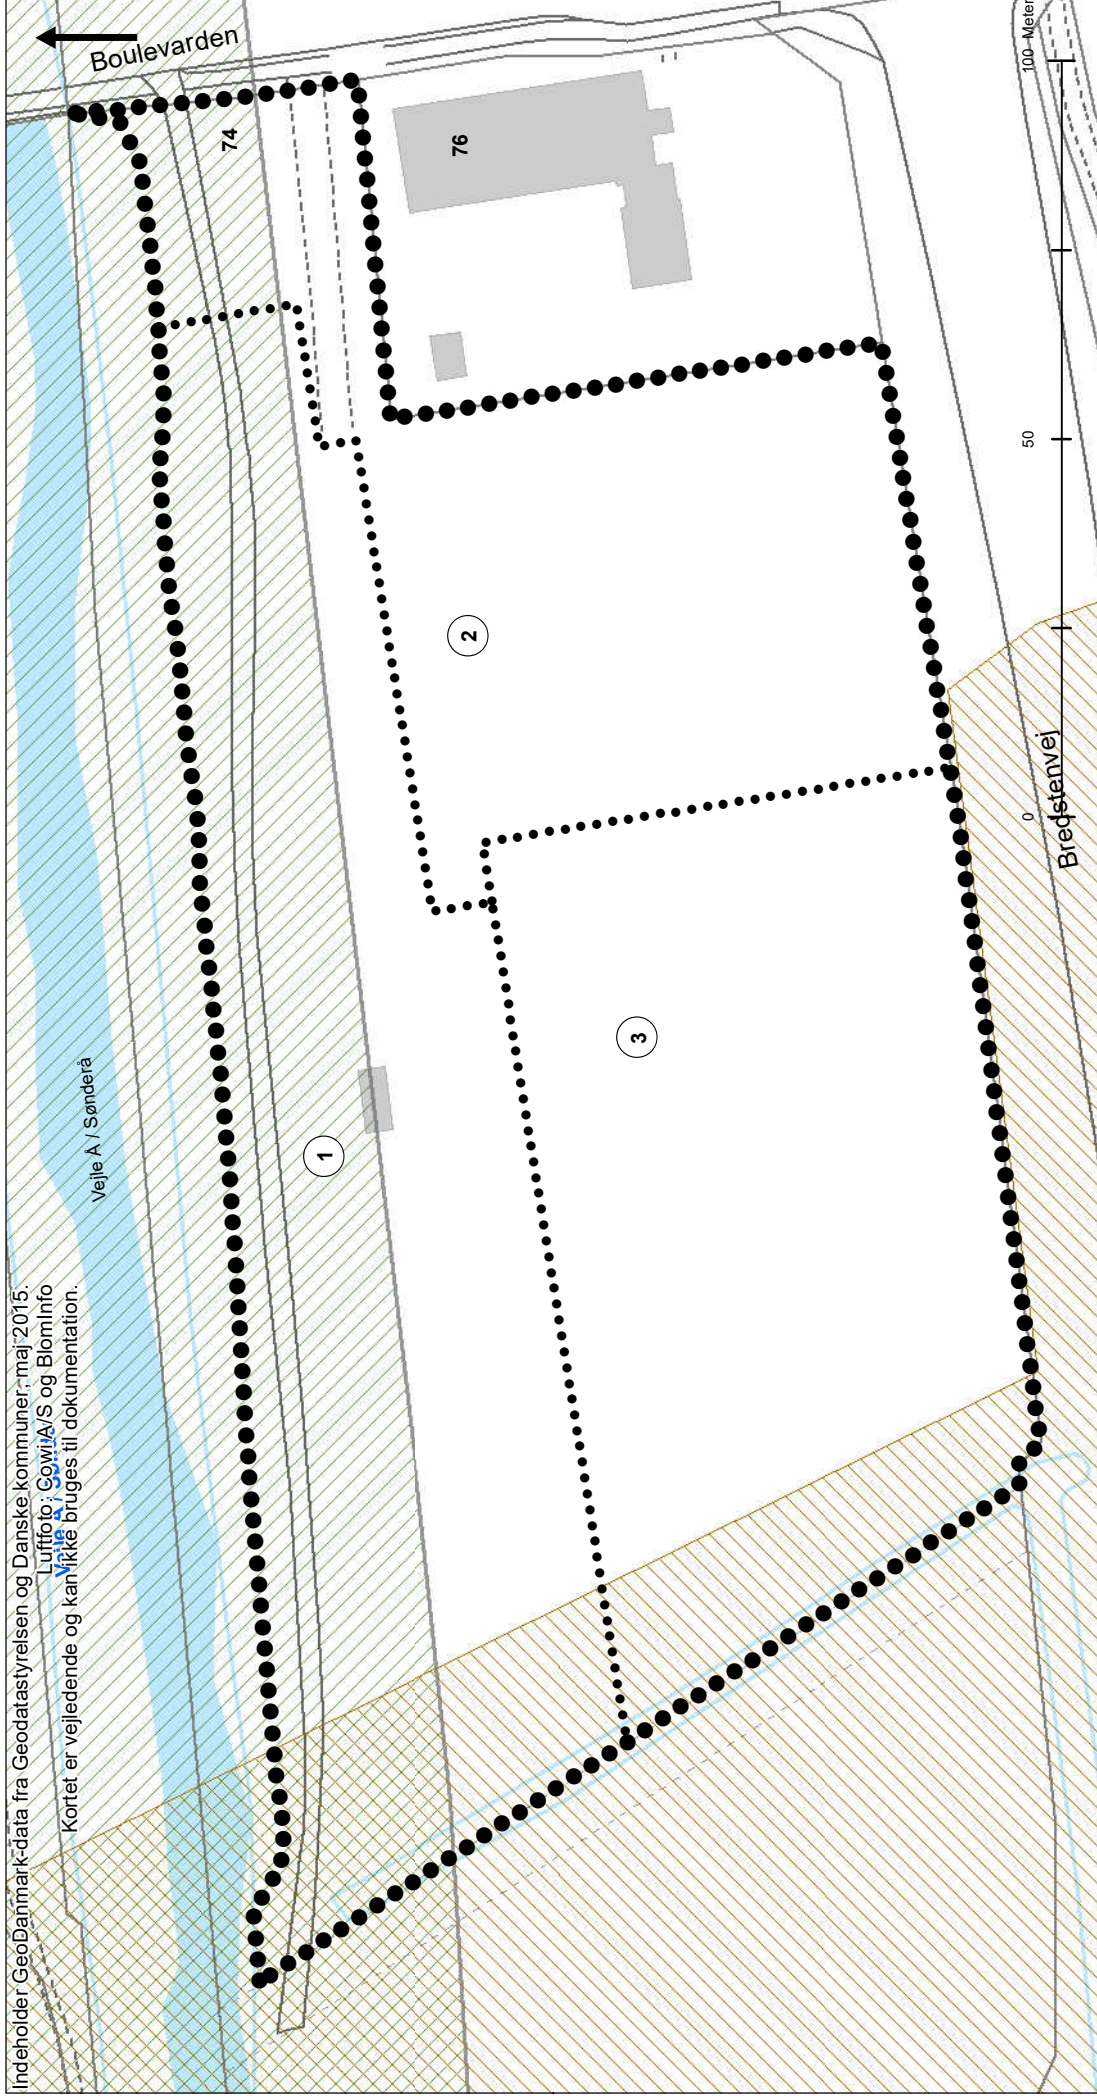 Indeholder GeoDanmark-data fra Geodatastyrelsen og Danske kommuner, maj 2015.
Luftfoto: Cowi A/S og BlomInfo
Kortet er vejledende og kan ikke bruges til dokumentation.
Vejle Å / Sønderå
Boulevarden
74
76
1
2
3
Bredstenvej
0
50
100 Meter